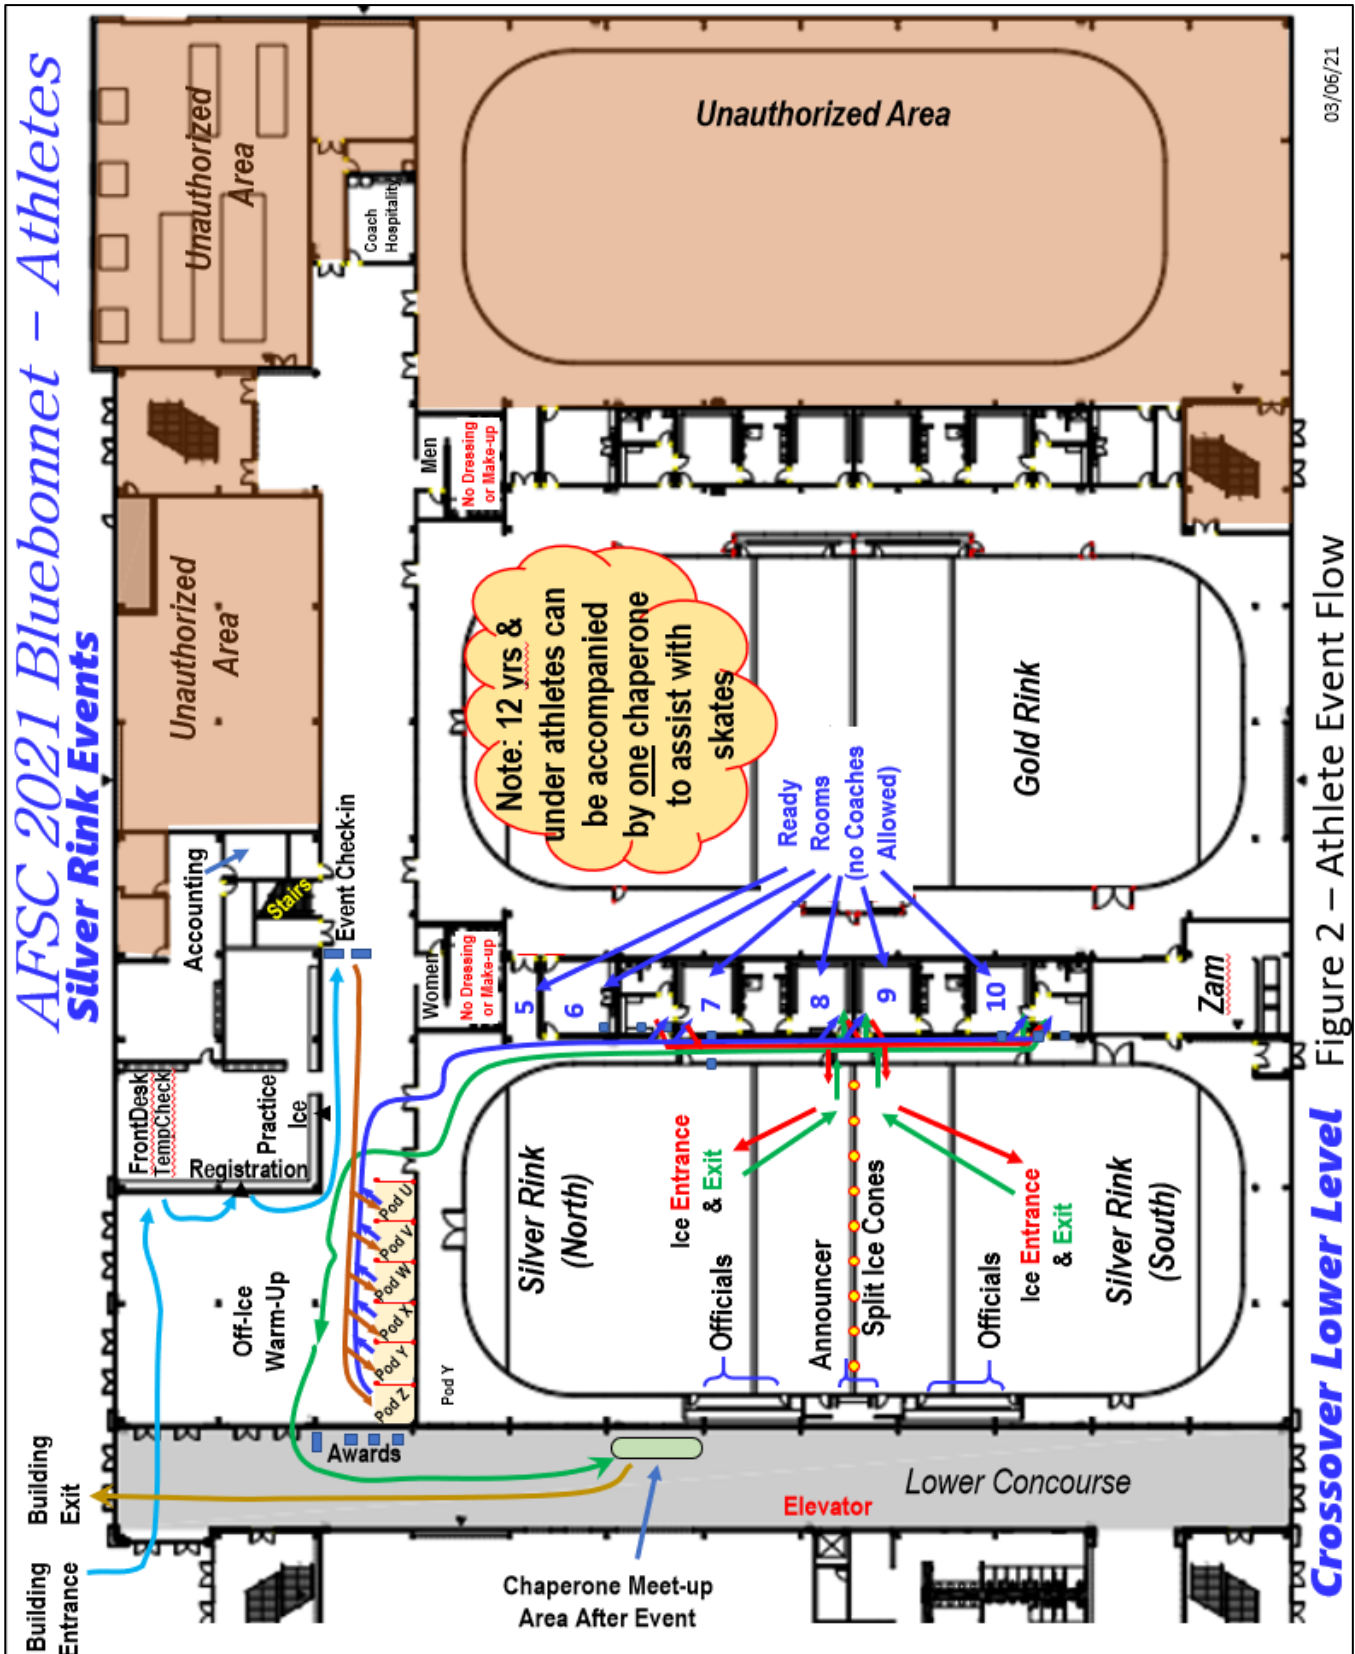 AFSC 2021 Bluebonnet – Athletes
Silver Rink Events
Building
Entrance
Building
Exit
FrontDesk
TempCheck
Registration
Practice
Ice
Accounting
Stairs
Event Check-in
Unauthorized
Area
Unauthorized
Area
Coach
Hospitality
Unauthorized Area
Off-Ice
Warm-Up
Awards
Pod Z
Pod Y
Pod X
Pod W
Pod V
Pod U
Pod Y
Women
No Dressing
or Make-up
Men
No Dressing
or Make-up
Note: 12 yrs &
under athletes can
be accompanied
by one chaperone
to assist with
skates
5
6
7
8
9
10
Ready
Rooms
(no Coaches
Allowed)
Silver Rink
(North)
Ice Entrance
& Exit
Officials
Announcer
Split Ice Cones
Officials
Ice Entrance
& Exit
Silver Rink
(South)
Gold Rink
Zam
Chaperone Meet-up
Area After Event
Elevator
Lower Concourse
Crossover Lower Level
Figure 2 – Athlete Event Flow
03/06/21